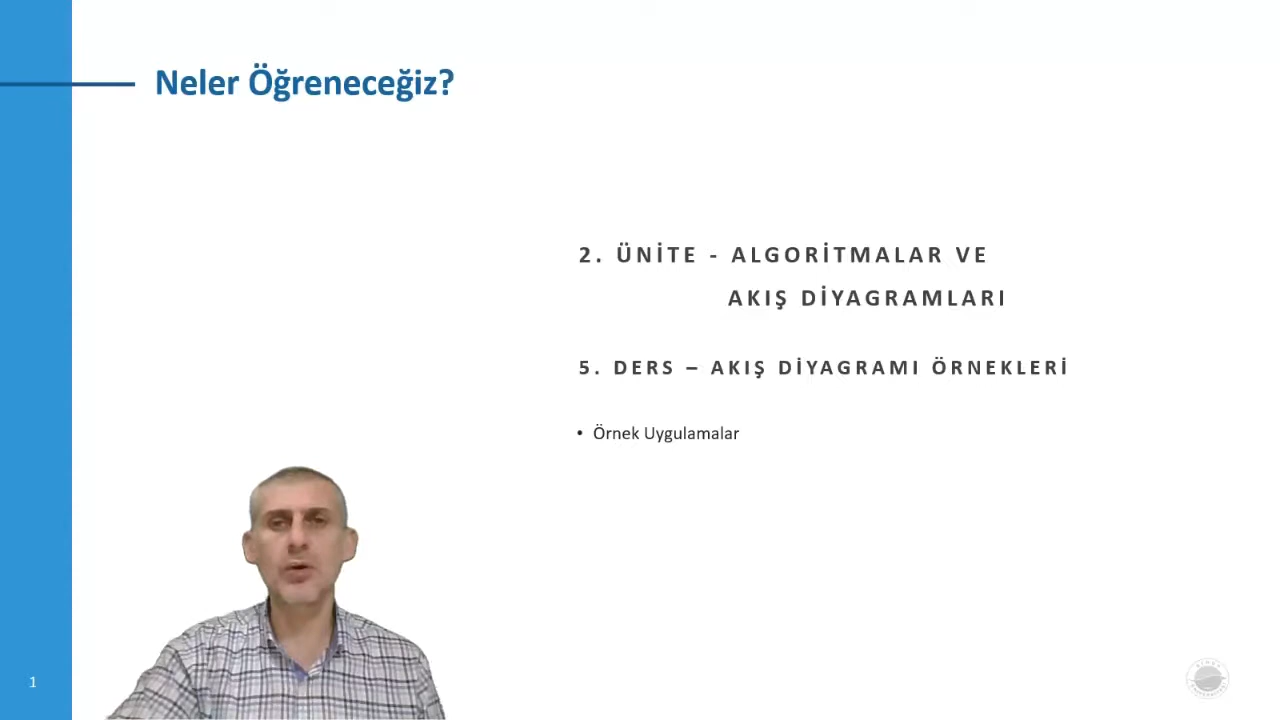 Neler Öğreneceğiz?
2. ÜNİTE - ALGORİTMALAR VE
AKIŞ DİYAGRAMLARI
5. DERS – AKIŞ DİYAGRAMI ÖRNEKLERİ
• Örnek Uygulamalar
1